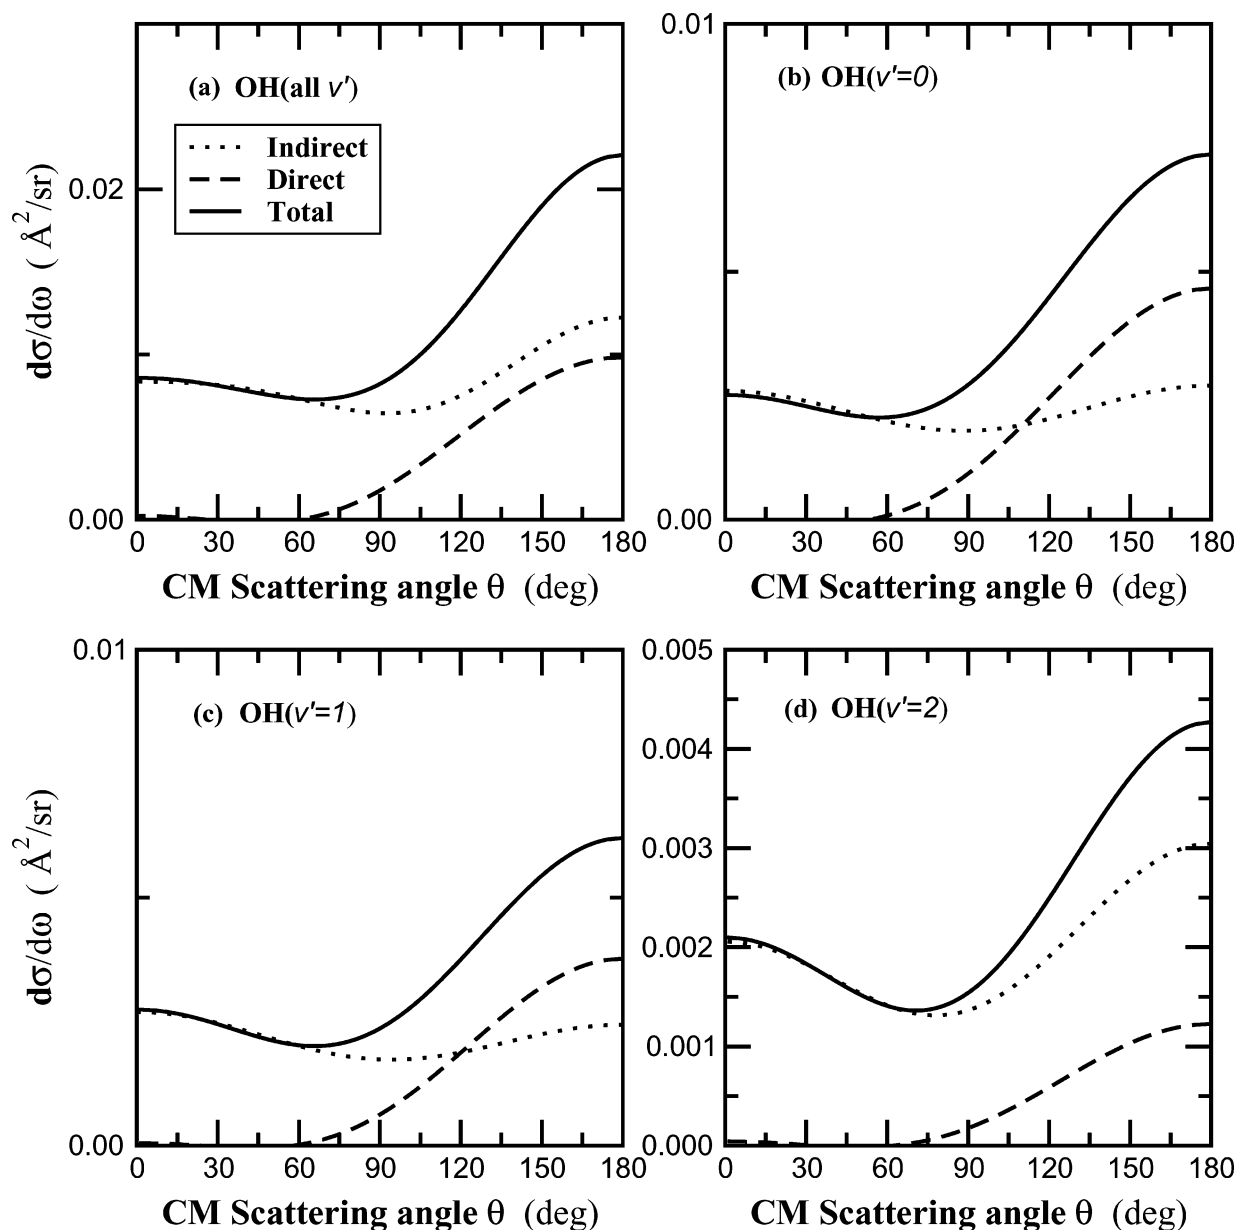 (a) OH(all v')
Indirect
Direct
Total
0.02
0.00
dσ/dω ( Å²/sr)
0 30 60 90 120 150 180
CM Scattering angle θ (deg)
0.01
(b) OH(v'=0)
0.00
0 30 60 90 120 150 180
CM Scattering angle θ (deg)
0.01
(c) OH(v'=1)
0.00
dσ/dω ( Å²/sr)
0 30 60 90 120 150 180
CM Scattering angle θ (deg)
0.005
(d) OH(v'=2)
0.004
0.003
0.002
0.001
0.000
0 30 60 90 120 150 180
CM Scattering angle θ (deg)